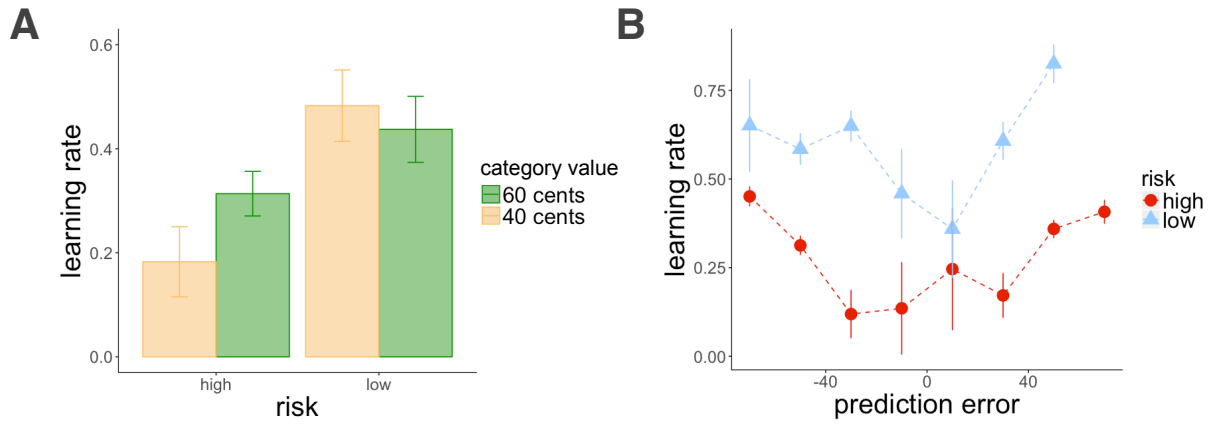 A
learning rate
0.6
0.4
0.2
0.0
high
low
risk
category value
60 cents
40 cents
B
learning rate
0.75
0.50
0.25
0.00
-40
0
40
prediction error
risk
high
low